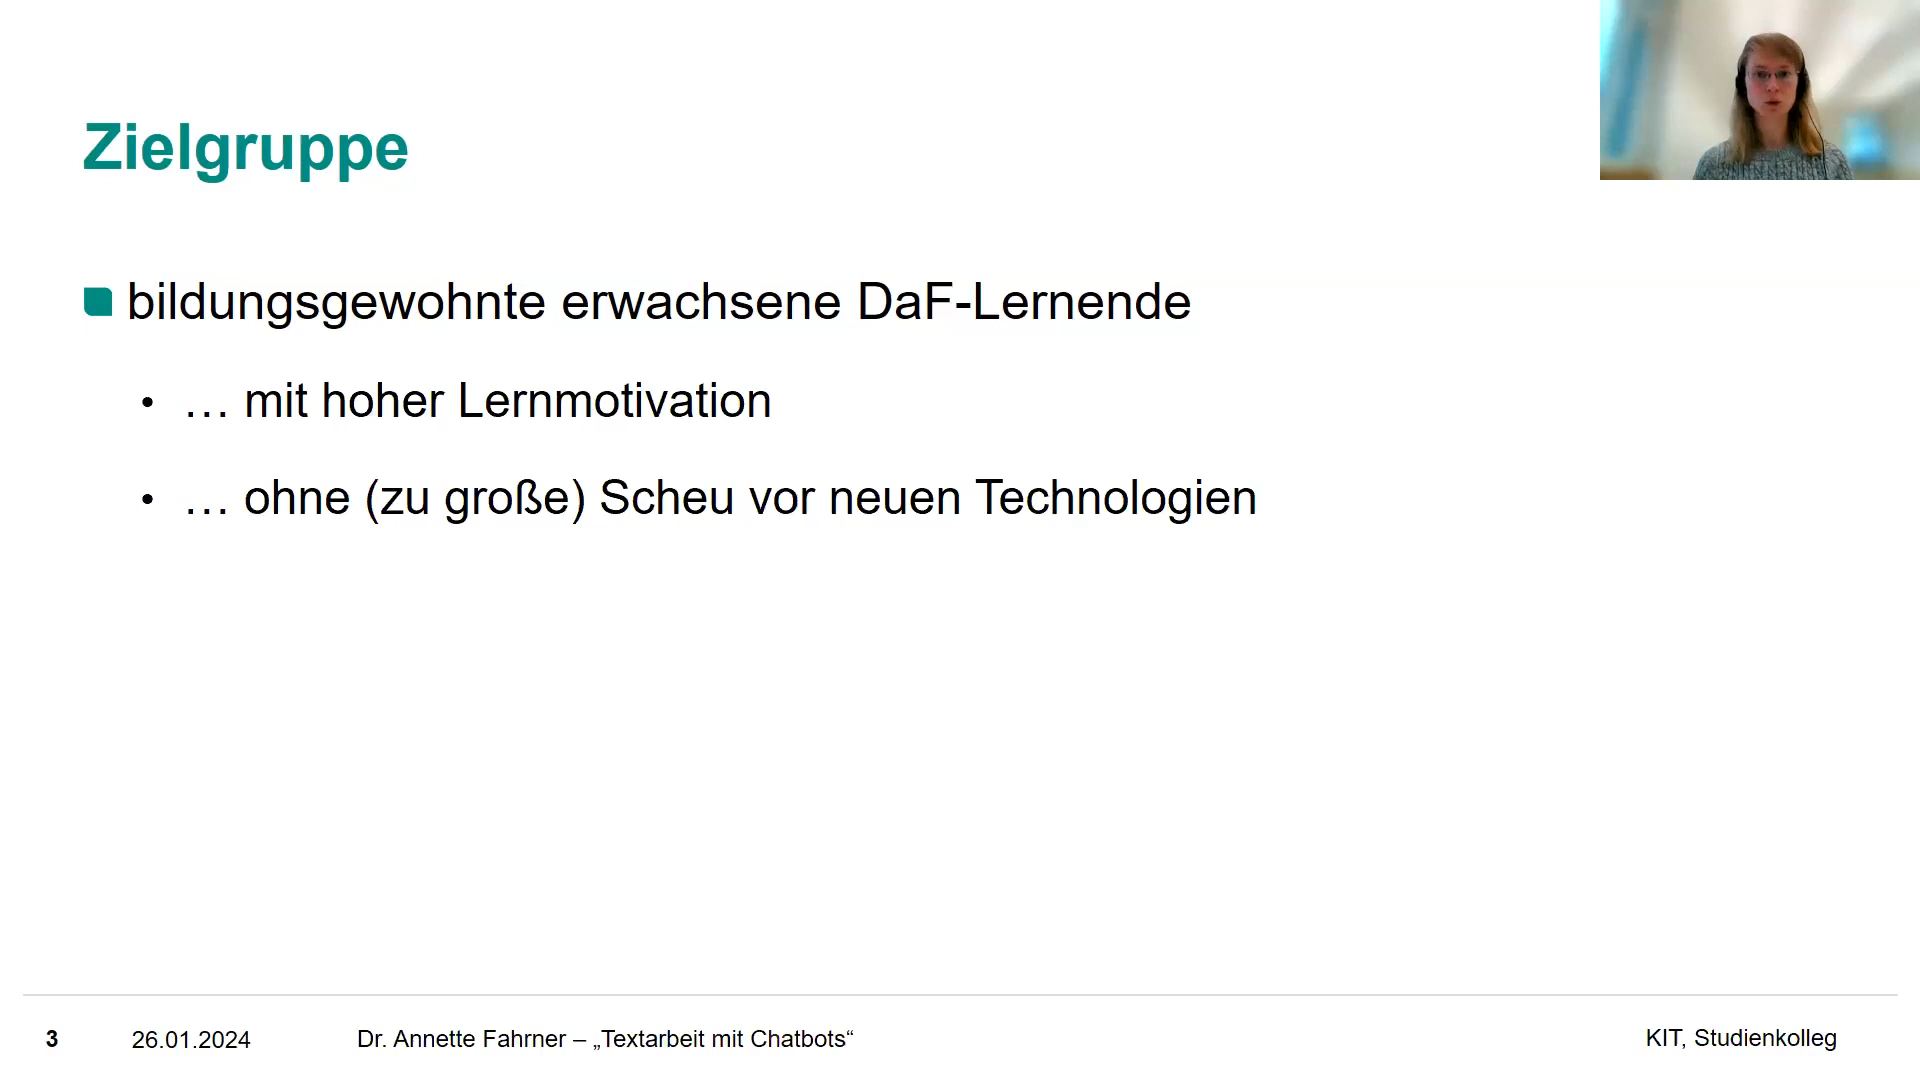 Zielgruppe
bildungsgewohnte erwachsene DaF-Lernende
• … mit hoher Lernmotivation
• … ohne (zu große) Scheu vor neuen Technologien
3 26.01.2024 Dr. Annette Fahrner – „Textarbeit mit Chatbots“ KIT, Studienkolleg